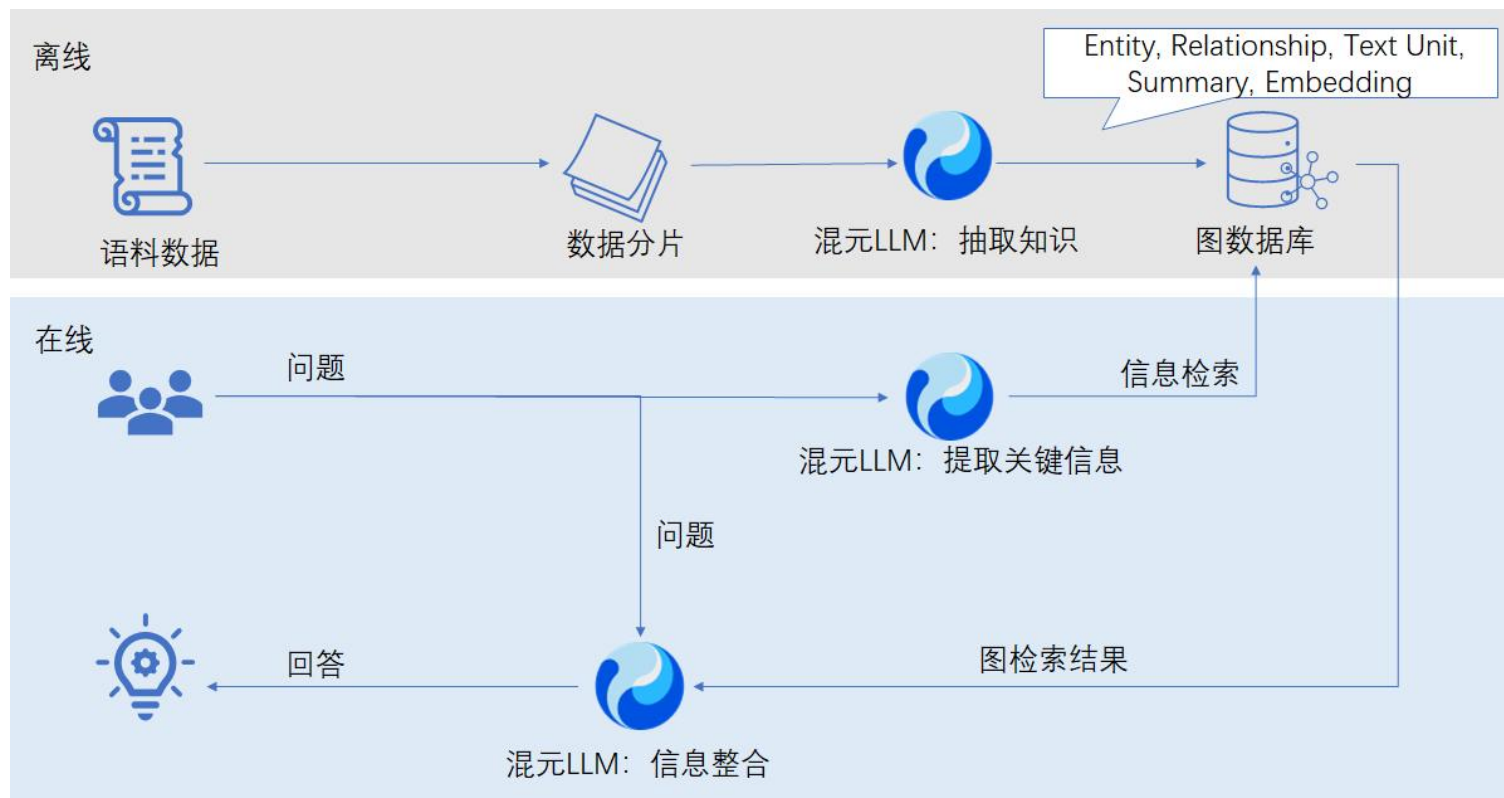 离线
Entity, Relationship, Text Unit,
Summary, Embedding
语料数据
数据分片
混元LLM：抽取知识
图数据库
在线
问题
信息检索
混元LLM：提取关键信息
问题
回答
图检索结果
混元LLM：信息整合